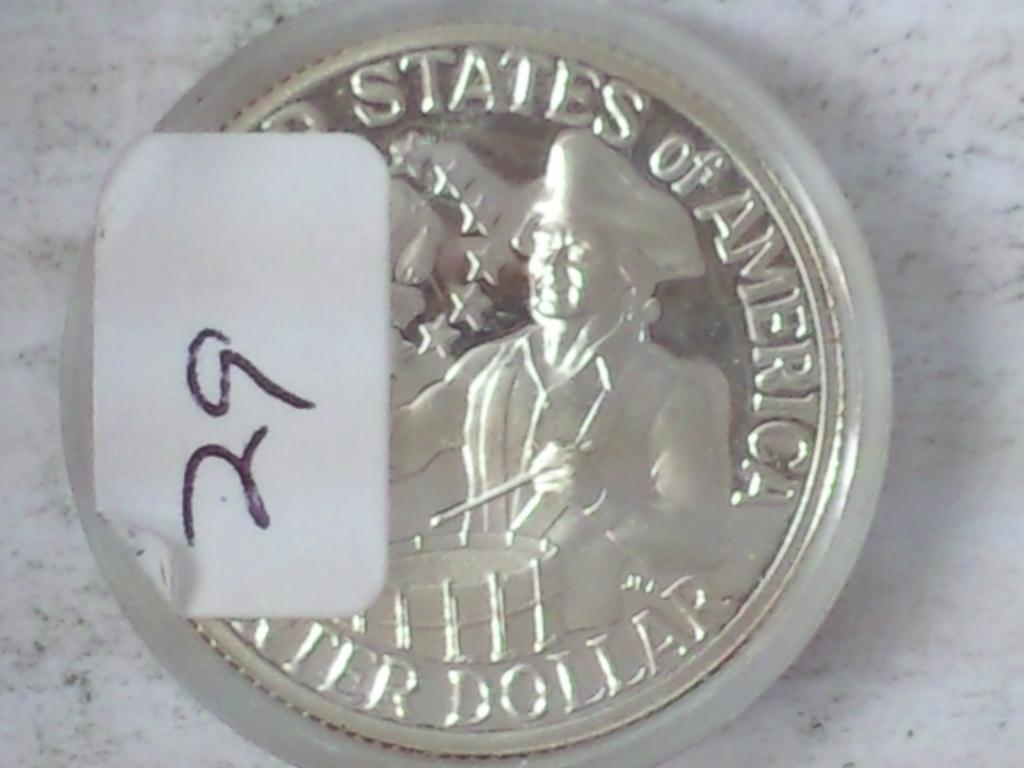 STATES of AMERICA
29
TER DOLLAR